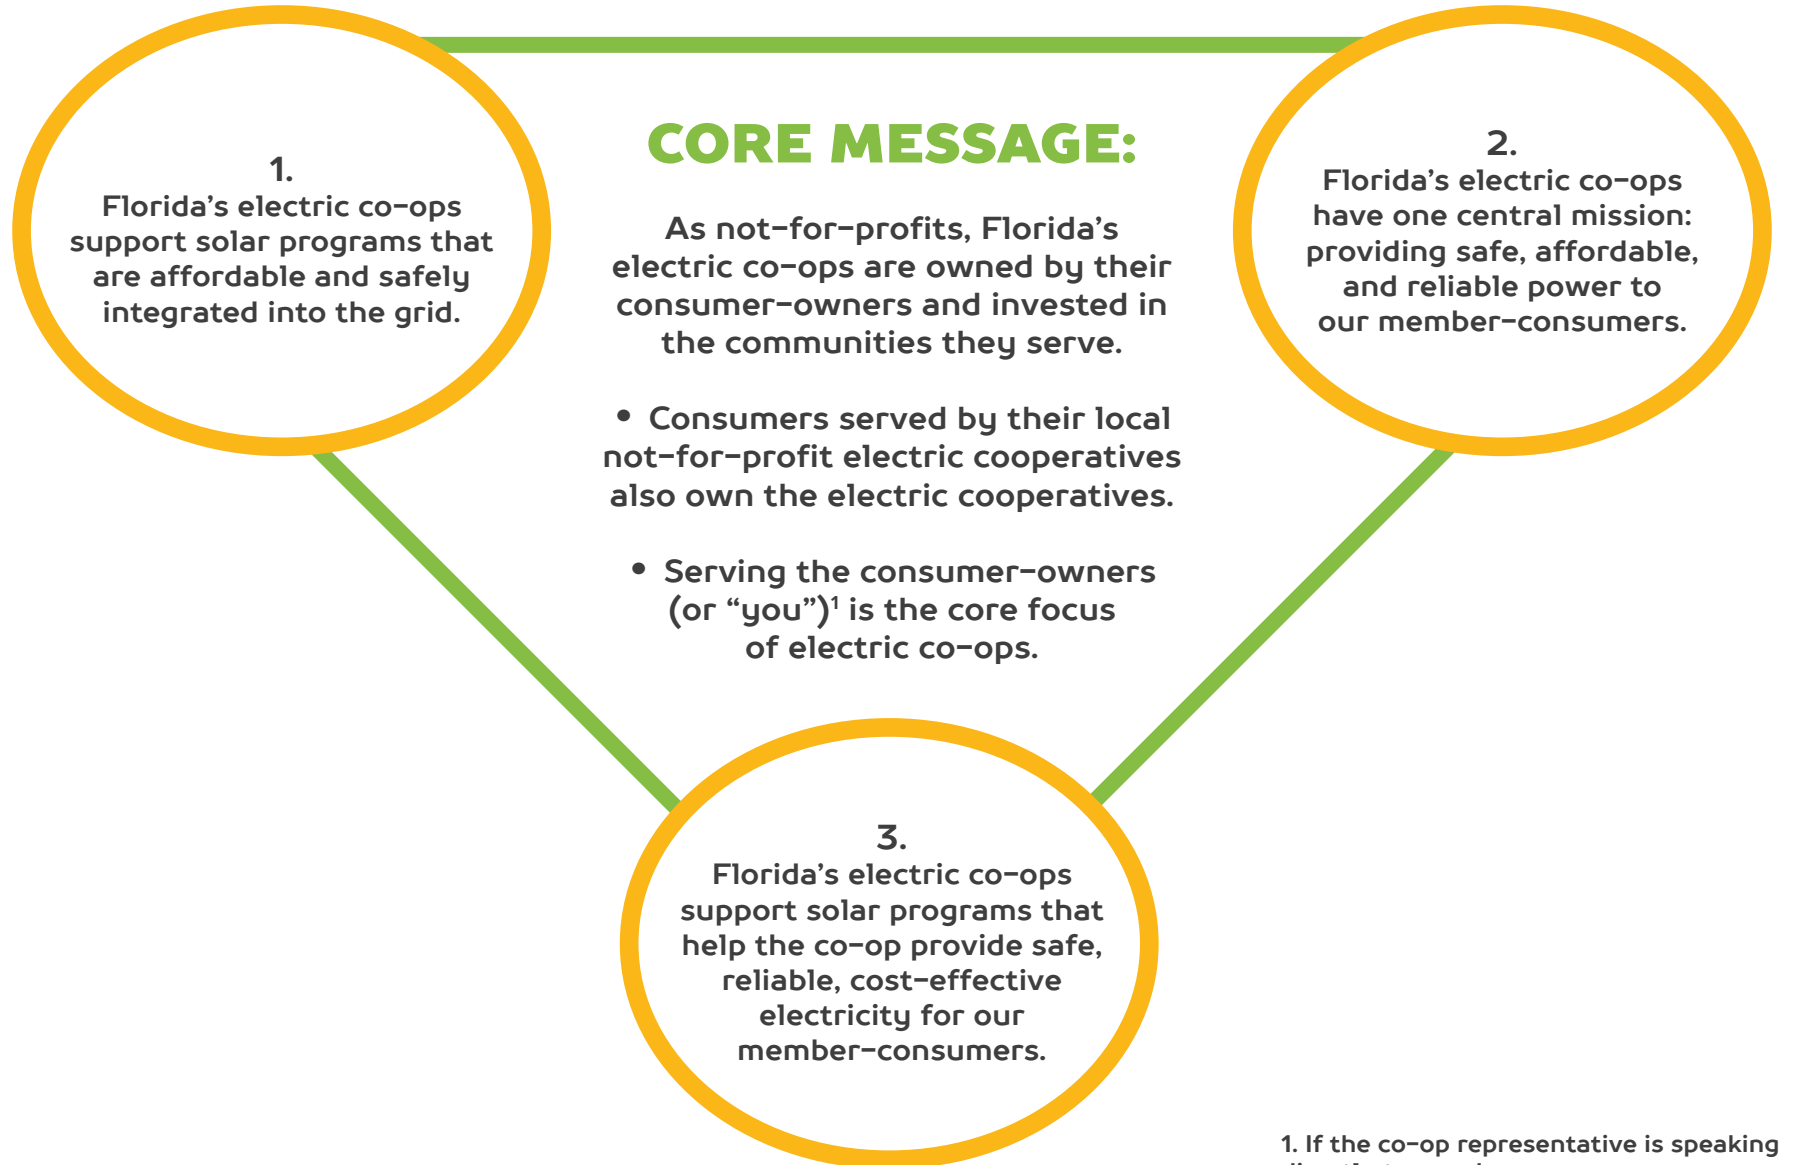 1.
Florida's electric co-ops
support solar programs that
are affordable and safely
integrated into the grid.
CORE MESSAGE:
As not-for-profits, Florida's
electric co-ops are owned by their
consumer-owners and invested in
the communities they serve.
• Consumers served by their local
not-for-profit electric cooperatives
also own the electric cooperatives.
• Serving the consumer-owners
(or “you”)¹ is the core focus
of electric co-ops.
2.
Florida's electric co-ops
have one central mission:
providing safe, affordable,
and reliable power to
our member-consumers.
3.
Florida's electric co-ops
support solar programs that
help the co-op provide safe,
reliable, cost-effective
electricity for our
member-consumers.
1. If the co-op representative is speaking